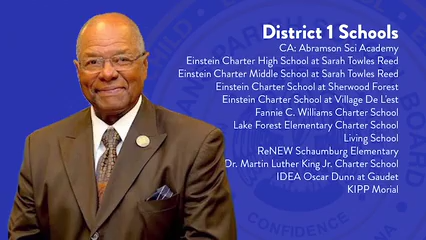 District 1 Schools
CA: Abramson Sci Academy
Einstein Charter High School at Sarah Towles Reed
Einstein Charter Middle School at Sarah Towles Reed
Einstein Charter School at Sherwood Forest
Einstein Charter School at Village De L'est
Fannie C. Williams Charter School
Lake Forest Elementary Charter School
Living School
ReNEW Schaumburg Elementary
Dr. Martin Luther King Jr. Charter School
IDEA Oscar Dunn at Gaudet
KIPP Morial
CONFIDENCE